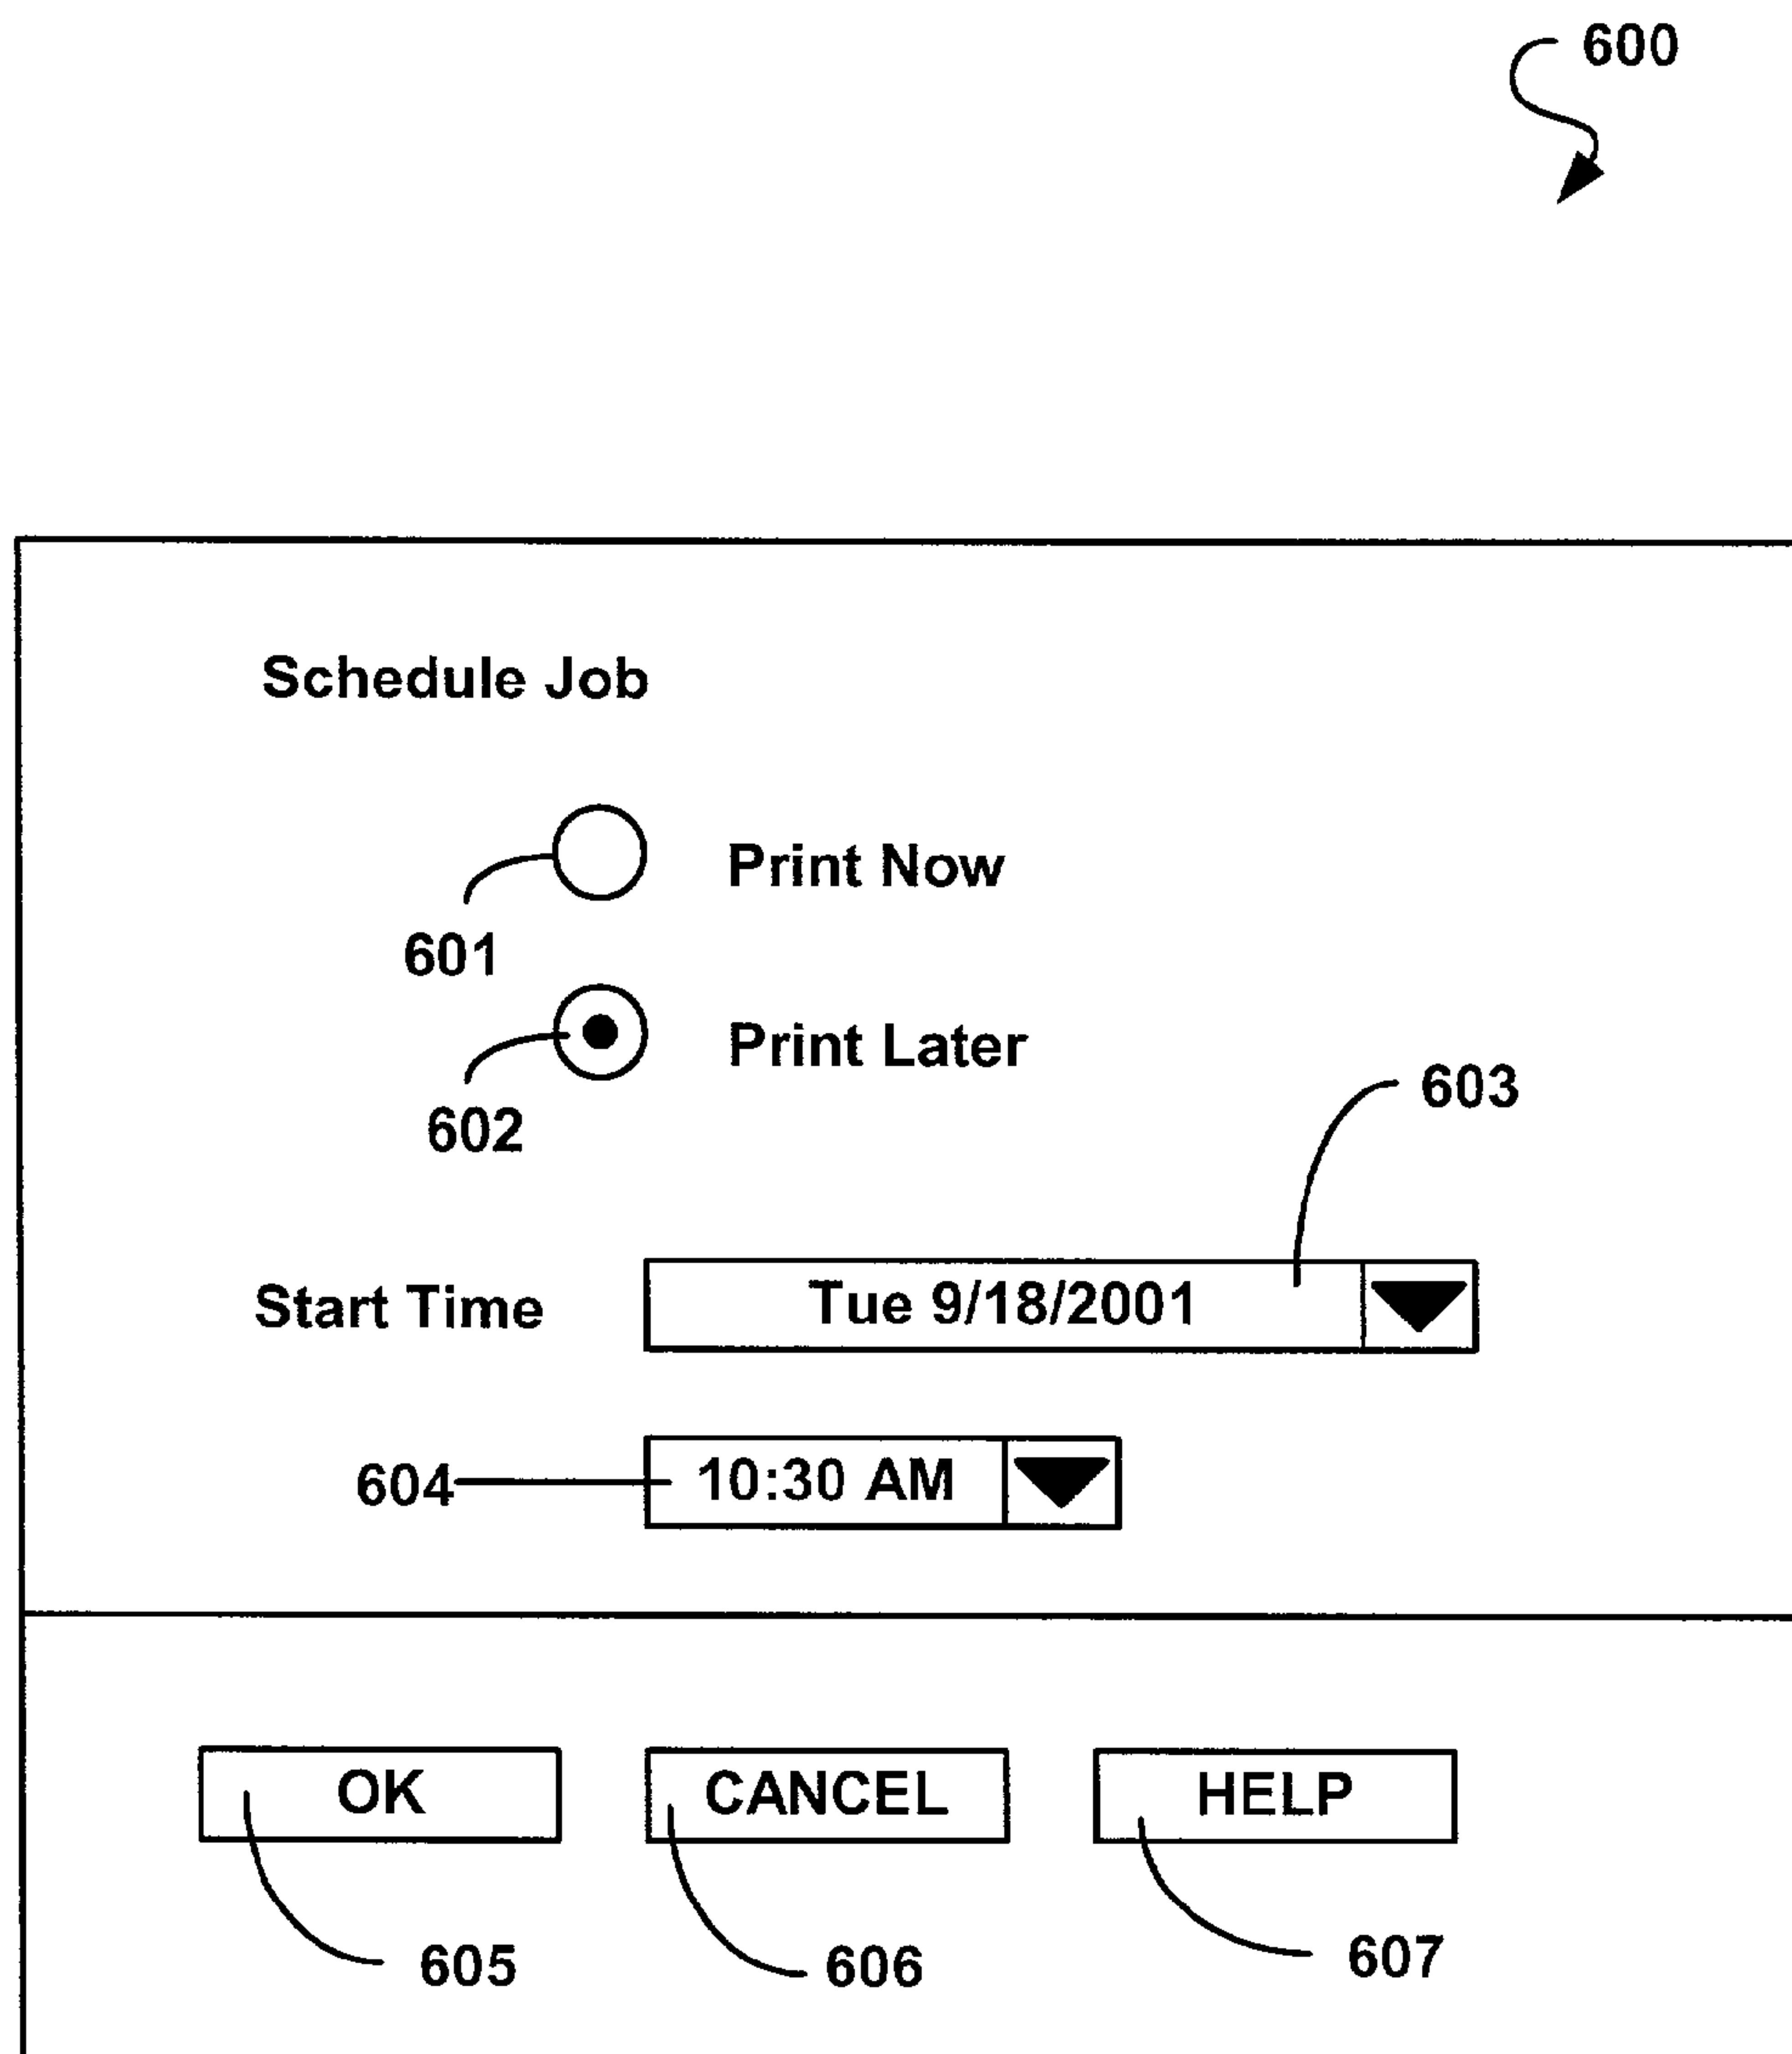 600
Schedule Job
Print Now
601
Print Later
602
603
Start Time Tue 9/18/2001
604 10:30 AM
OK CANCEL HELP
605 606 607